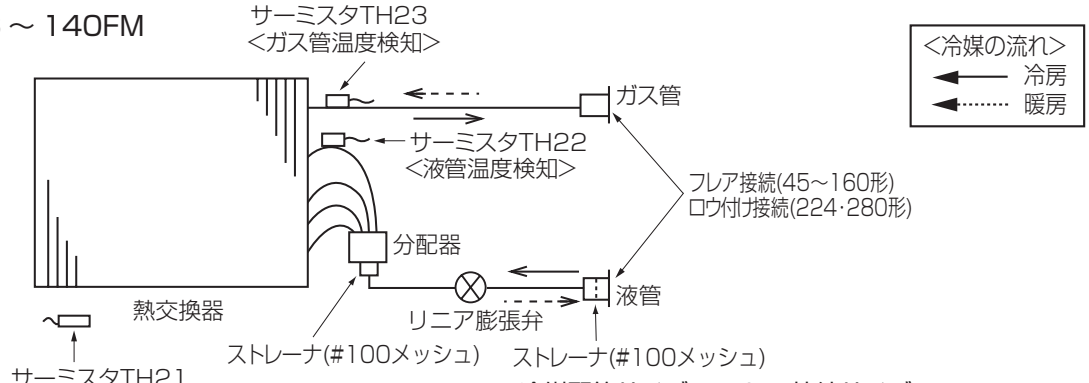 ～ 140FM
サーミスタTH23
<ガス管温度検知>
<冷媒の流れ>
冷房
暖房
ガス管
サーミスタTH22
<液管温度検知>
フレア接続(45～160形)
ロウ付け接続(224・280形)
分配器
液管
熱交換器
リニア膨張弁
ストレーナ(#100メッシュ)
ストレーナ(#100メッシュ)
サーミスタTH21